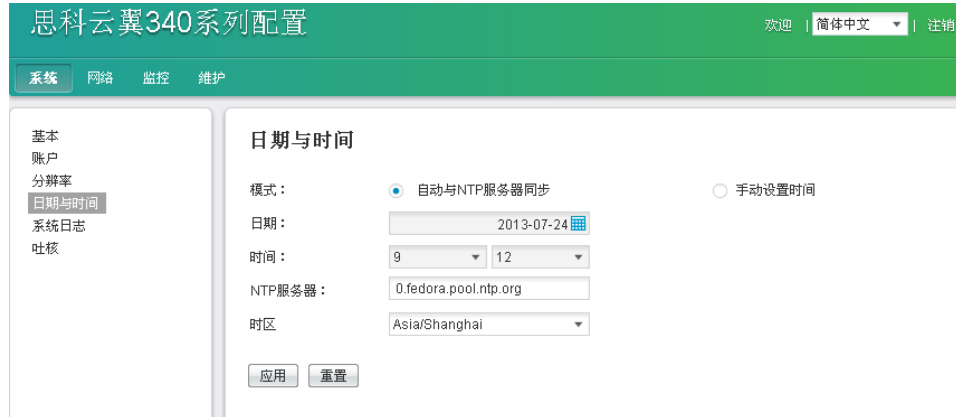 思科云翼340系列配置
欢迎 | 简体中文 | 注销
系统 网络 监控 维护
基本
账户
分辨率
日期与时间
系统日志
吐核
日期与时间
模式： 自动与NTP服务器同步 手动设置时间
日期： 2013-07-24
时间： 9 12
NTP服务器： 0.fedora.pool.ntp.org
时区 Asia/Shanghai
应用 重置